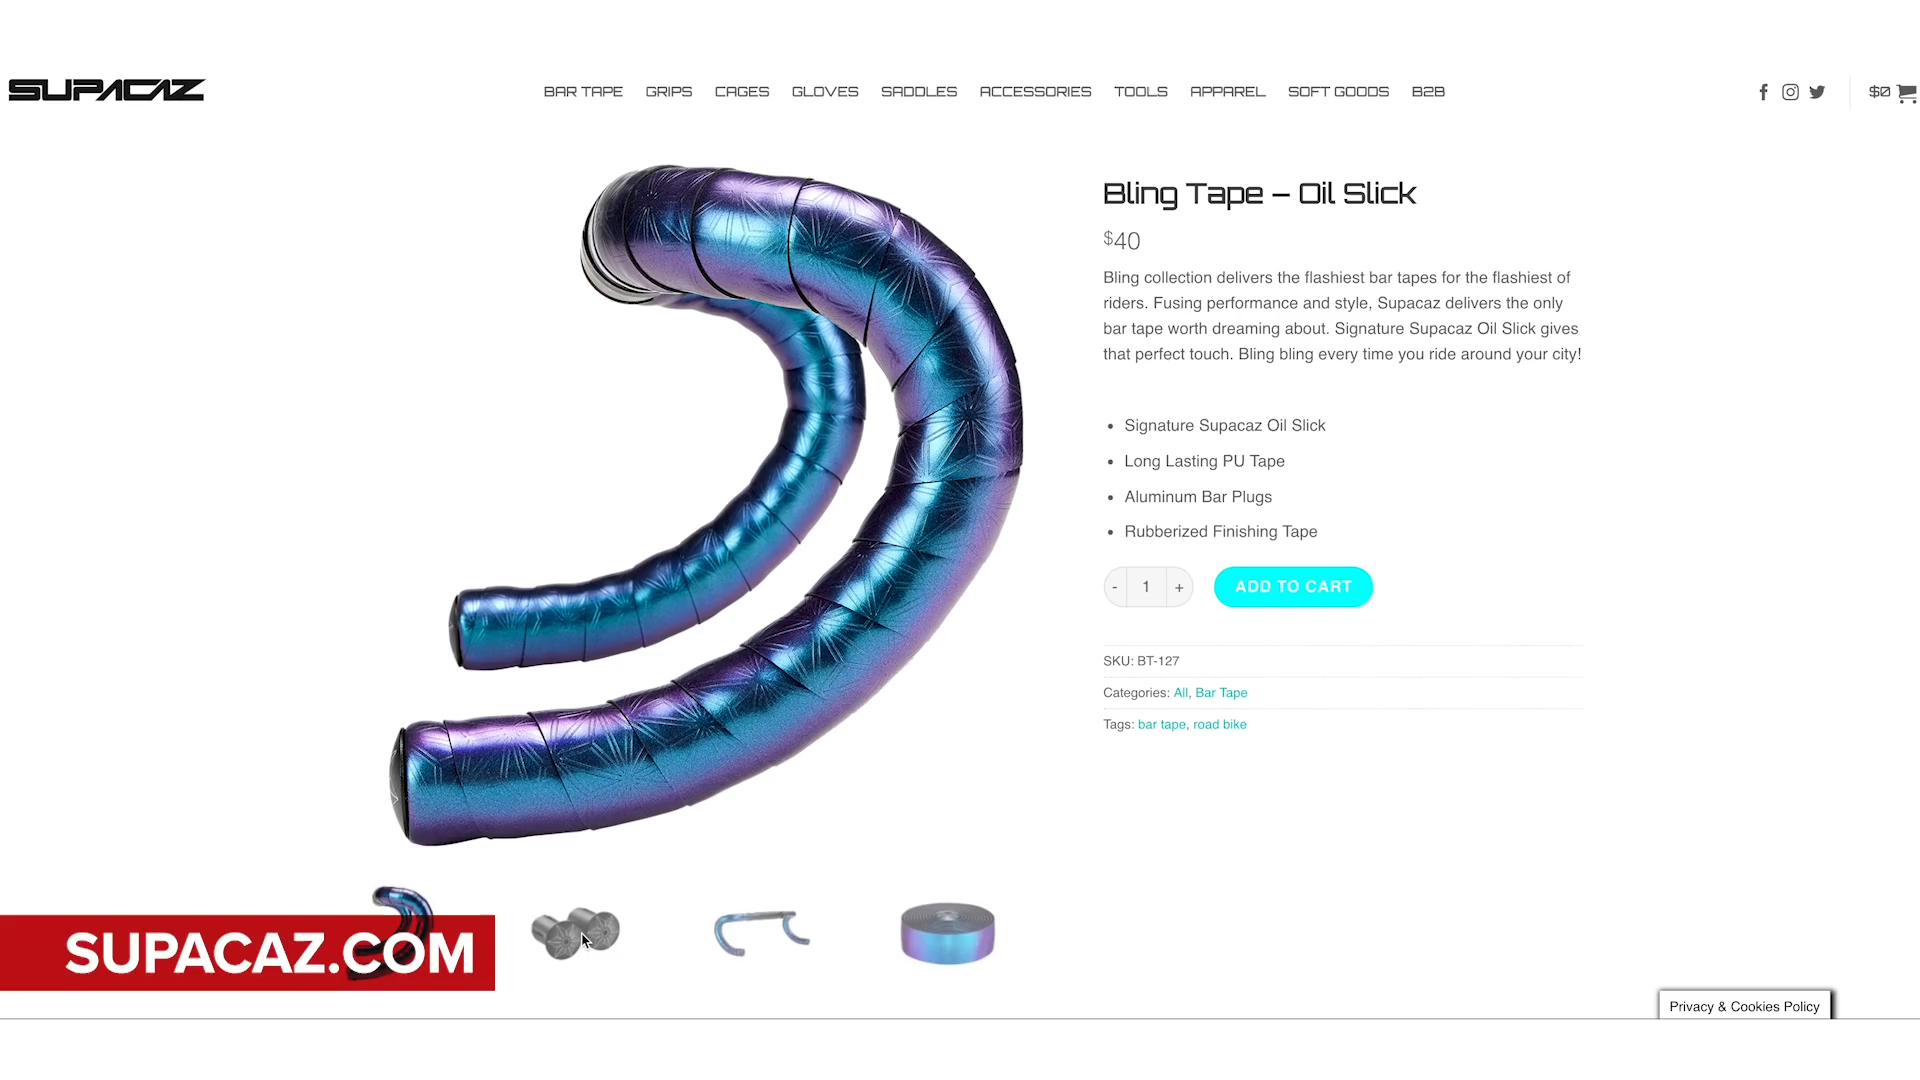 SUPACAZ
BAR TAPE GRIPS CAGES GLOVES SADDLES ACCESSORIES TOOLS APPAREL SOFT GOODS B2B
$0
Bling Tape – Oil Slick
$40
Bling collection delivers the flashiest bar tapes for the flashiest of
riders. Fusing performance and style, Supacaz delivers the only
bar tape worth dreaming about. Signature Supacaz Oil Slick gives
that perfect touch. Bling bling every time you ride around your city!
• Signature Supacaz Oil Slick
• Long Lasting PU Tape
• Aluminum Bar Plugs
• Rubberized Finishing Tape
- 1 + ADD TO CART
SKU: BT-127
Categories: All, Bar Tape
Tags: bar tape, road bike
SUPACAZ.COM
Privacy & Cookies Policy